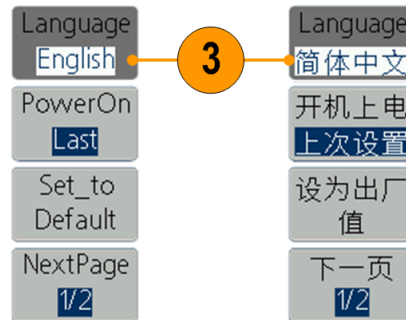 Language
English
PowerOn
Last
Set_to
Default
NextPage
1/2
3
Language
简体中文
开机上电
上次设置
设为出厂
值
下一页
1/2